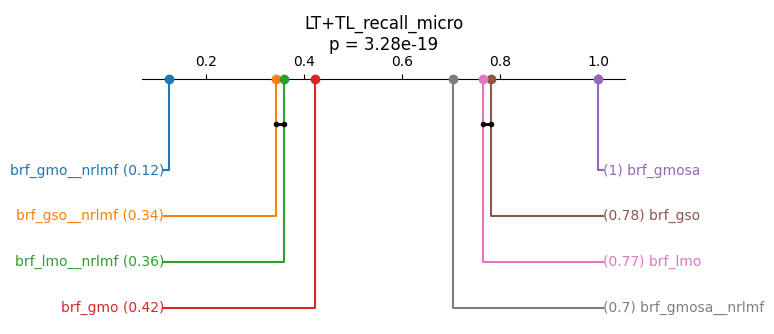 LT+TL_recall_micro
p = 3.28e-19
0.2 0.4 0.6 0.8 1.0
brf_gmo__nrlmf (0.12) (1) brf_gmosa
brf_gso__nrlmf (0.34) (0.78) brf_gso
brf_lmo__nrlmf (0.36) (0.77) brf_lmo
brf_gmo (0.42) (0.7) brf_gmosa__nrlmf